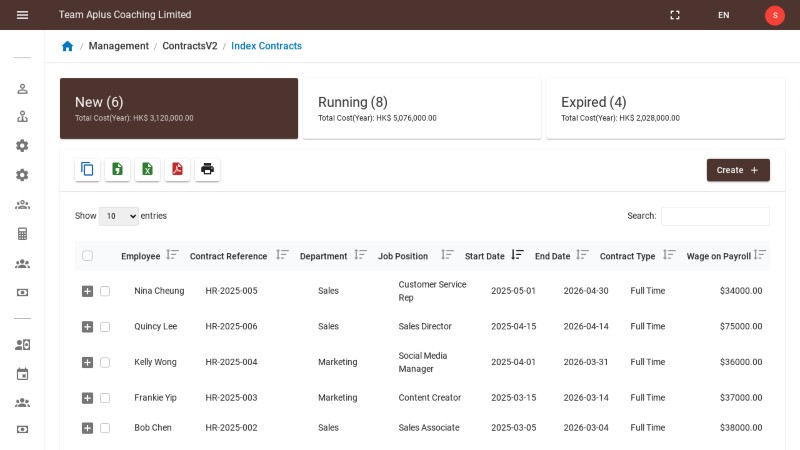 Team Aplus Coaching Limited EN S
/ Management / ContractsV2 / Index Contracts
New (6)
Total Cost(Year): HK$ 3,120,000.00
Running (8)
Total Cost(Year): HK$ 5,076,000.00
Expired (4)
Total Cost(Year): HK$ 2,028,000.00
Create +
Show 10 entries Search:
Employee Contract Reference Department Job Position Start Date End Date Contract Type Wage on Payroll
Nina Cheung HR-2025-005 Sales Customer Service Rep 2025-05-01 2026-04-30 Full Time $34000.00
Quincy Lee HR-2025-006 Sales Sales Director 2025-04-15 2026-04-14 Full Time $75000.00
Kelly Wong HR-2025-004 Marketing Social Media Manager 2025-04-01 2026-03-31 Full Time $36000.00
Frankie Yip HR-2025-003 Marketing Content Creator 2025-03-15 2026-03-14 Full Time $37000.00
Bob Chen HR-2025-002 Sales Sales Associate 2025-03-05 2026-03-04 Full Time $38000.00